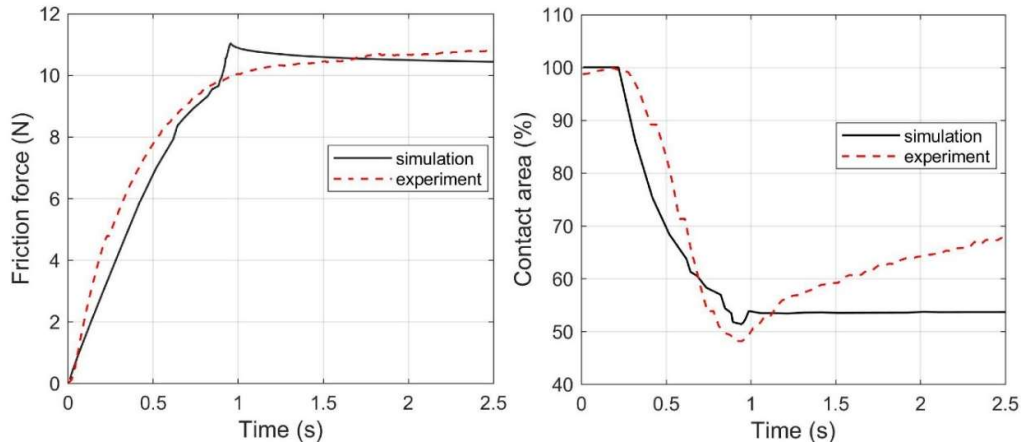 12
10
8
6
4
2
0
Friction force (N)
simulation
experiment
0 0.5 1 1.5 2 2.5
Time (s)
110
100
90
80
70
60
50
40
Contact area (%)
simulation
experiment
0 0.5 1 1.5 2 2.5
Time (s)